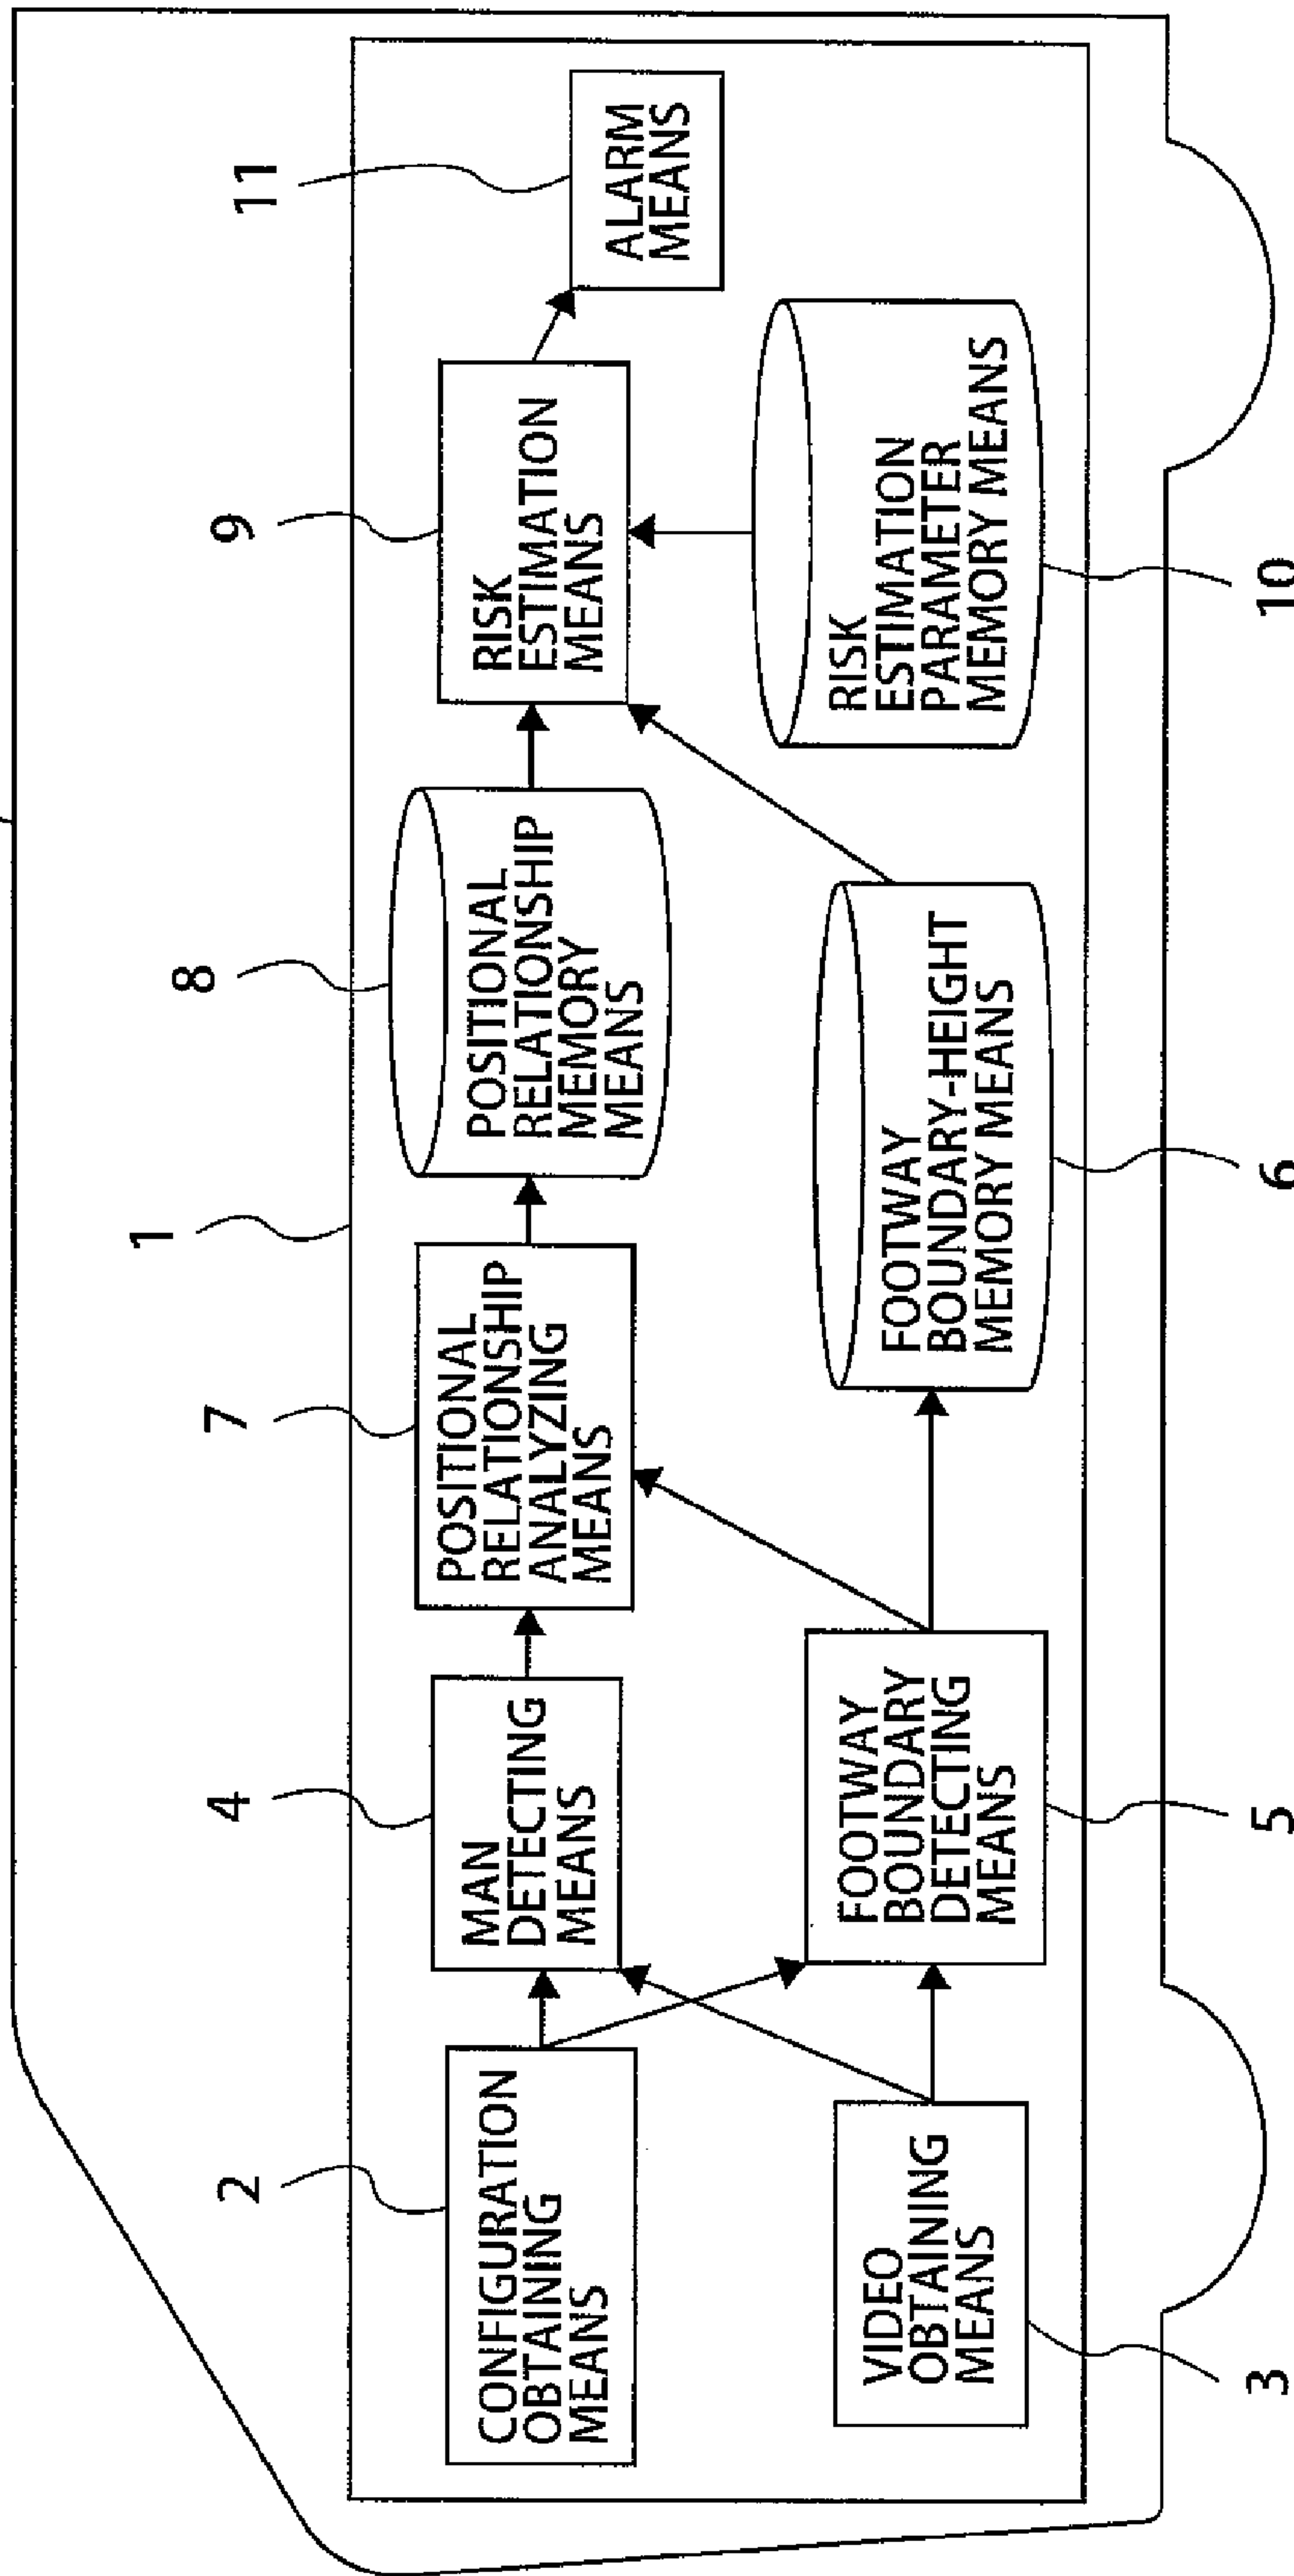 1
2
CONFIGURATION
OBTAINING
MEANS
4
MAN
DETECTING
MEANS
7
POSITIONAL
RELATIONSHIP
ANALYZING
MEANS
8
POSITIONAL
RELATIONSHIP
MEMORY
MEANS
9
RISK
ESTIMATION
MEANS
11
ALARM
MEANS
VIDEO
OBTAINING
MEANS
3
FOOTWAY
BOUNDARY
DETECTING
MEANS
5
FOOTWAY
BOUNDARY-HEIGHT
MEMORY MEANS
6
RISK
ESTIMATION
PARAMETER
MEMORY MEANS
10